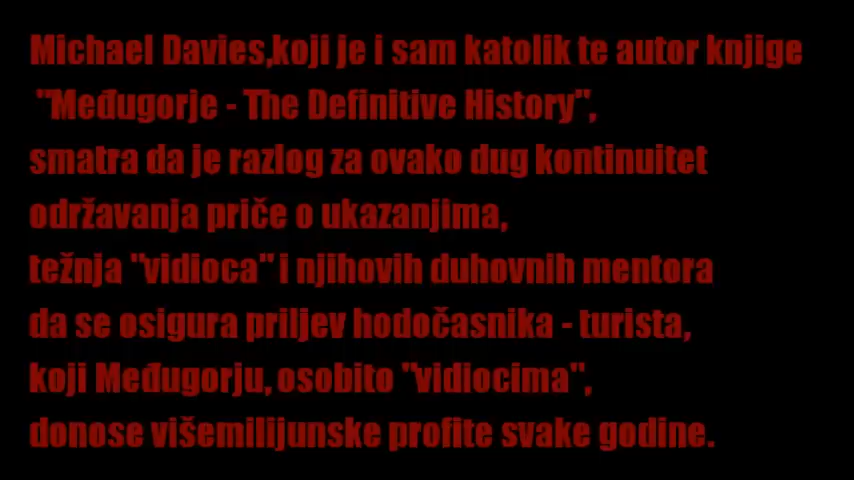 Michael Davies,koji je i sam katolik te autor knjige
"Međugorje - The Definitive History",
smatra da je razlog za ovako dug kontinuitet
održavanja priče o ukazanjima,
težnja "vidioca" i njihovih duhovnih mentora
da se osigura priljev hodočasnika - turista,
koji Međugorju, osobito "vidiocima",
donose višemilijunske profite svake godine.